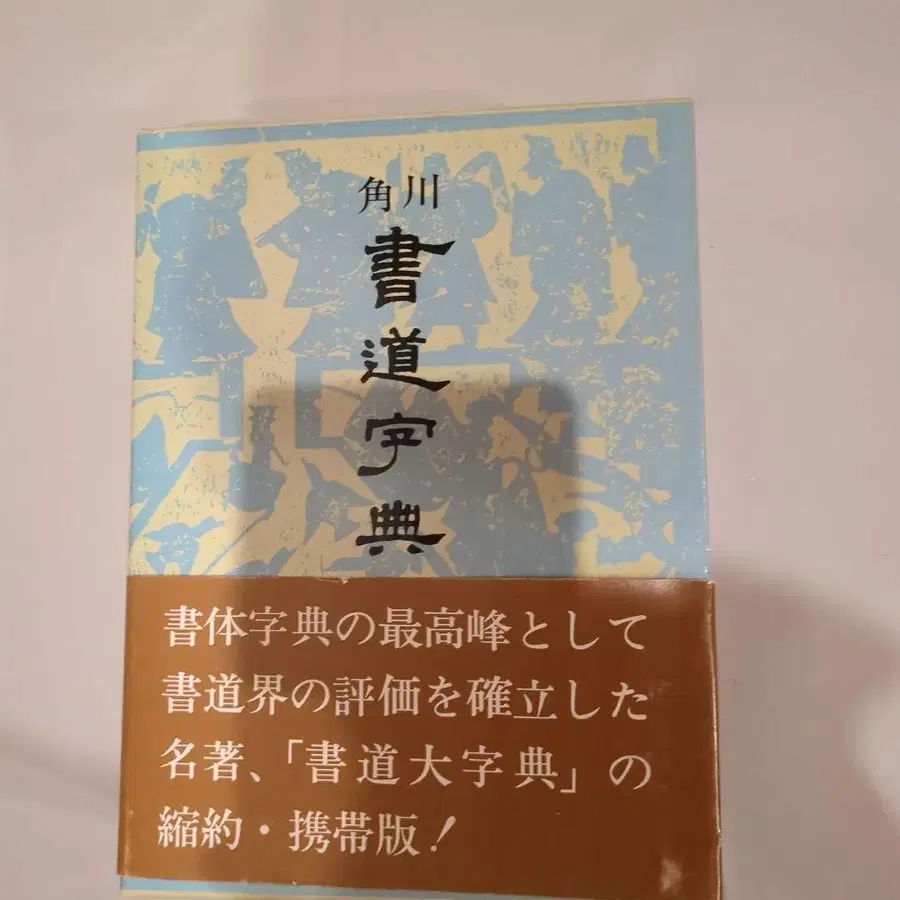 角川
書道字典
書体字典の最高峰として
書道界の評価を確立した
名著、「書道大字典」の
縮約・携帯版！